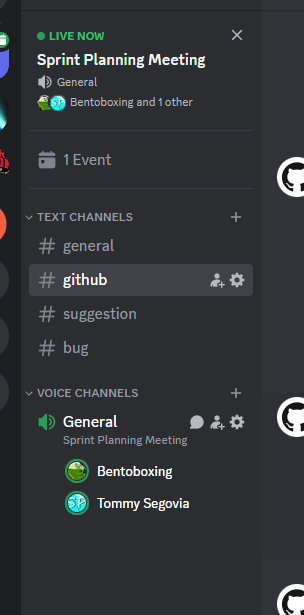 LIVE NOW
Sprint Planning Meeting
General
Bentoboxing and 1 other
1 Event
TEXT CHANNELS
# general
# github
# suggestion
# bug
VOICE CHANNELS
General
Sprint Planning Meeting
Bentoboxing
SP Tommy Segovia